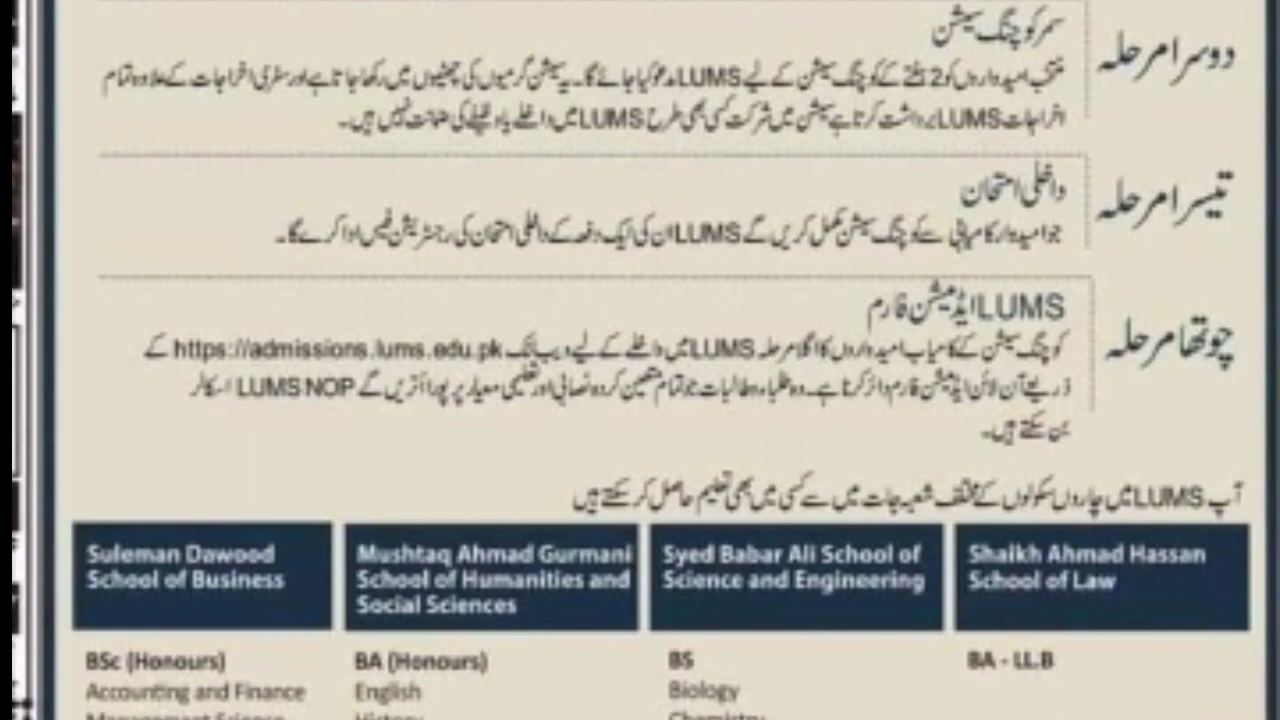 دوسرا مرحلہ
سمر کوچنگ سیشن
منتخب امیدواروں کو 2 ہفتے کے کوچنگ سیشن کے لیے LUMS مدعو کیا جائے گا۔ یہ سیشن گرمیوں کی چھٹیوں میں رکھا جاتا ہے اور سفری اخراجات کے علاوہ تمام
اخراجات LUMS برداشت کرتا ہے سیشن میں شرکت کسی بھی طرح LUMS میں داخلے یا وظیفے کی ضمانت نہیں ہیں۔
تیسرا مرحلہ
داخلی امتحان
جو امیدوار کامیابی سے کوچنگ سیشن مکمل کریں گے LUMS ان کی ایک دفعہ کے داخلی امتحان کی رجسٹریشن فیس ادا کرے گا۔
چوتھا مرحلہ
LUMS ایڈمیشن فارم
کوچنگ سیشن کے کامیاب امیدواروں کا اگلا مرحلہ LUMS میں داخلے کے لیے ویب لنک https://admissions.lums.edu.pk کے
ذریعے آن لائن ایڈمیشن فارم دائر کرنا ہے۔ وہ طلباء و طالبات جو تمام متعین کردہ نصابی اور تعلیمی معیار پر پورا اتریں گے LUMS NOP اسکالر
بن سکتے ہیں۔
آپ LUMS میں چاروں سکولوں کے مختلف شعبہ جات میں سے کسی میں بھی تعلیم حاصل کر سکتے ہیں
Suleman Dawood
School of Business
Mushtaq Ahmad Gurmani
School of Humanities and
Social Sciences
Syed Babar Ali School of
Science and Engineering
Shaikh Ahmad Hassan
School of Law
BSc (Honours)
Accounting and Finance
Management Science
BA (Honours)
English
History
BS
Biology
Chemistry
BA - LL.B